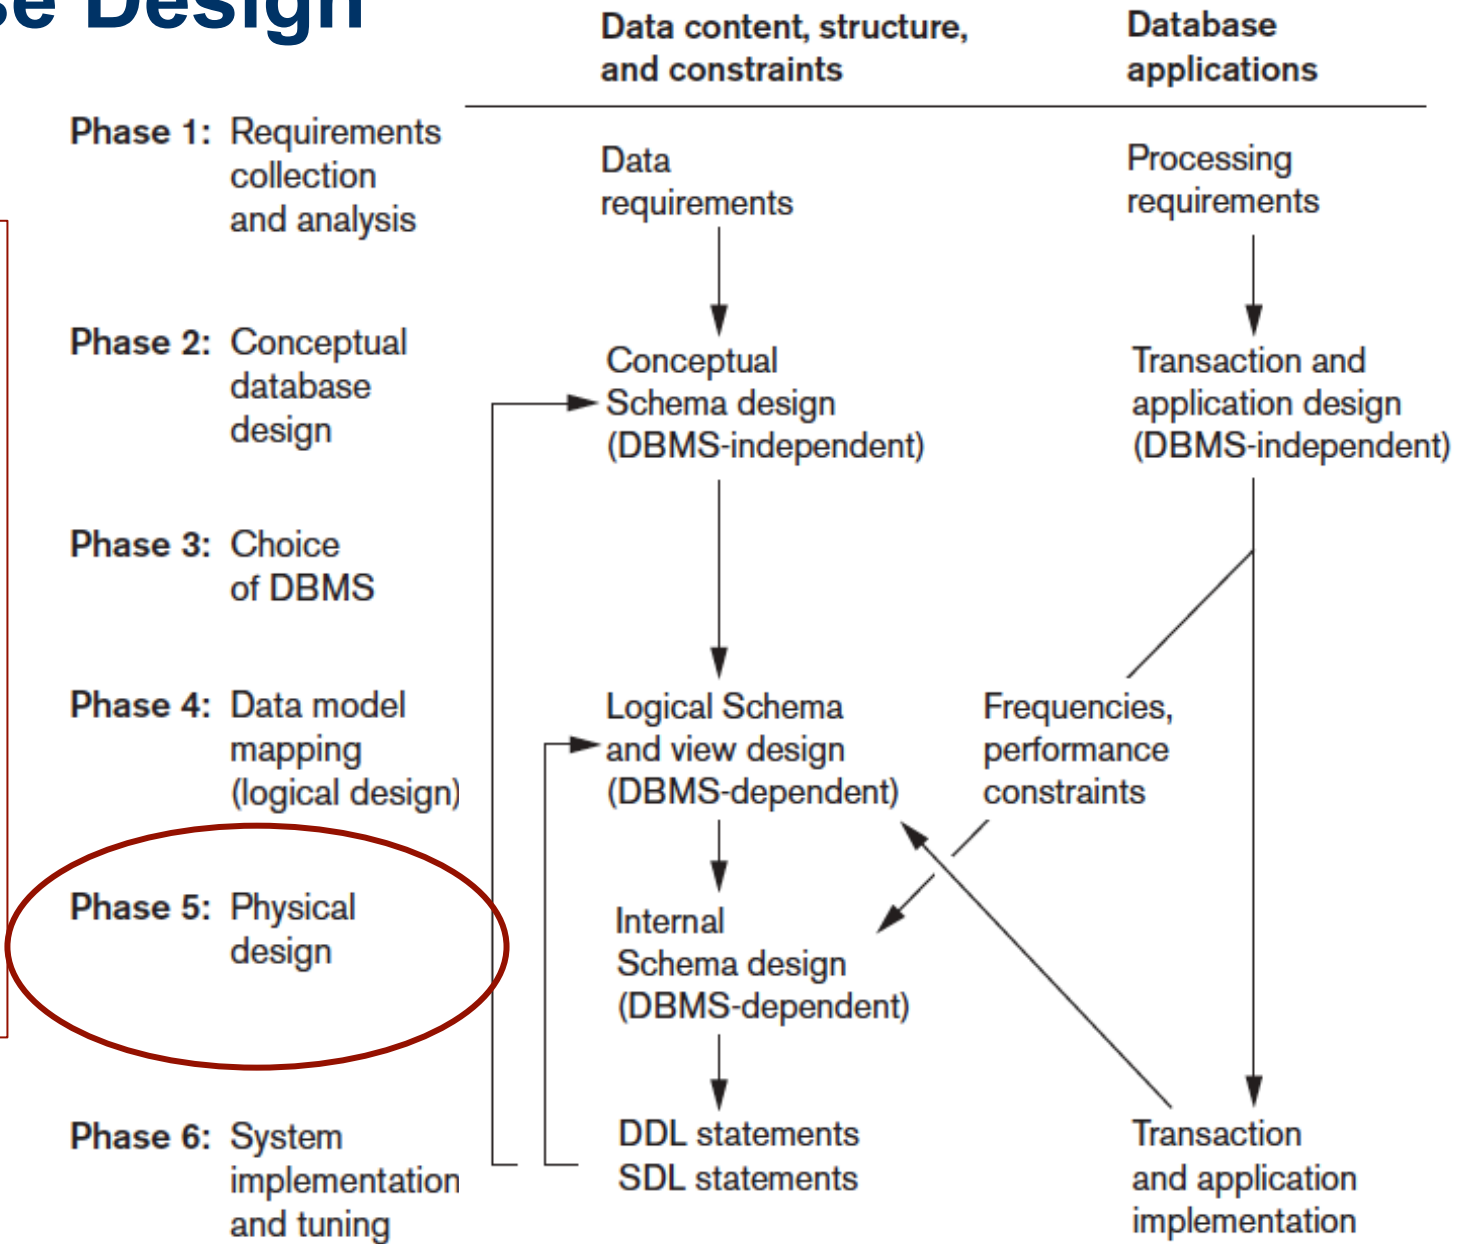 se Design
Data content, structure,
and constraints
Database
applications
Phase 1: Requirements
collection
and analysis
Data
requirements
Processing
requirements
Phase 2: Conceptual
database
design
Conceptual
Schema design
(DBMS-independent)
Transaction and
application design
(DBMS-independent)
Phase 3: Choice
of DBMS
Phase 4: Data model
mapping
(logical design)
Logical Schema
and view design
(DBMS-dependent)
Frequencies,
performance
constraints
Phase 5: Physical
design
Internal
Schema design
(DBMS-dependent)
Phase 6: System
implementation
and tuning
DDL statements
SDL statements
Transaction
and application
implementation